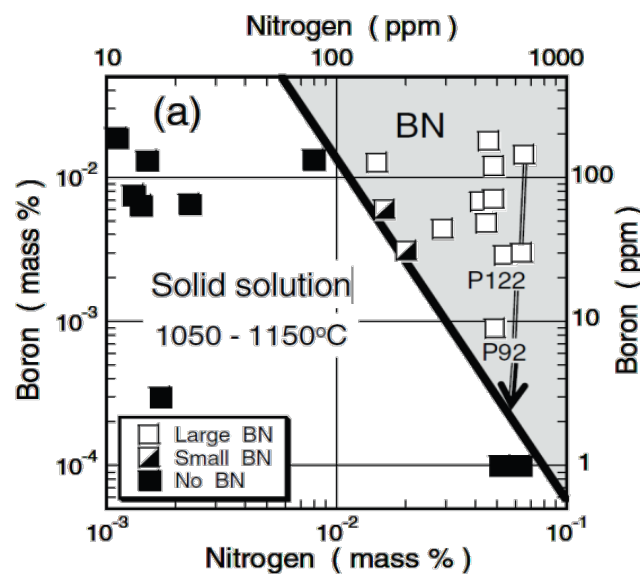 Nitrogen ( ppm )
10 100 1000
(a) BN
Boron ( mass % )
10⁻²
10⁻³
10⁻⁴
100
10
1
Boron ( ppm )
Solid solution
1050 - 1150°C
P122
P92
Large BN
Small BN
No BN
10⁻³ 10⁻² 10⁻¹
Nitrogen ( mass % )